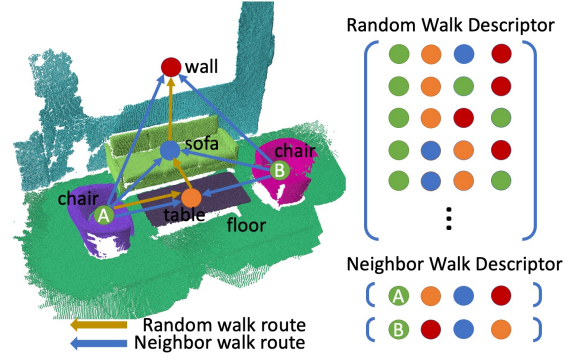 Random Walk Descriptor
wall
sofa
chair
B
chair
A
table
floor
Neighbor Walk Descriptor
A
B
Random walk route
Neighbor walk route